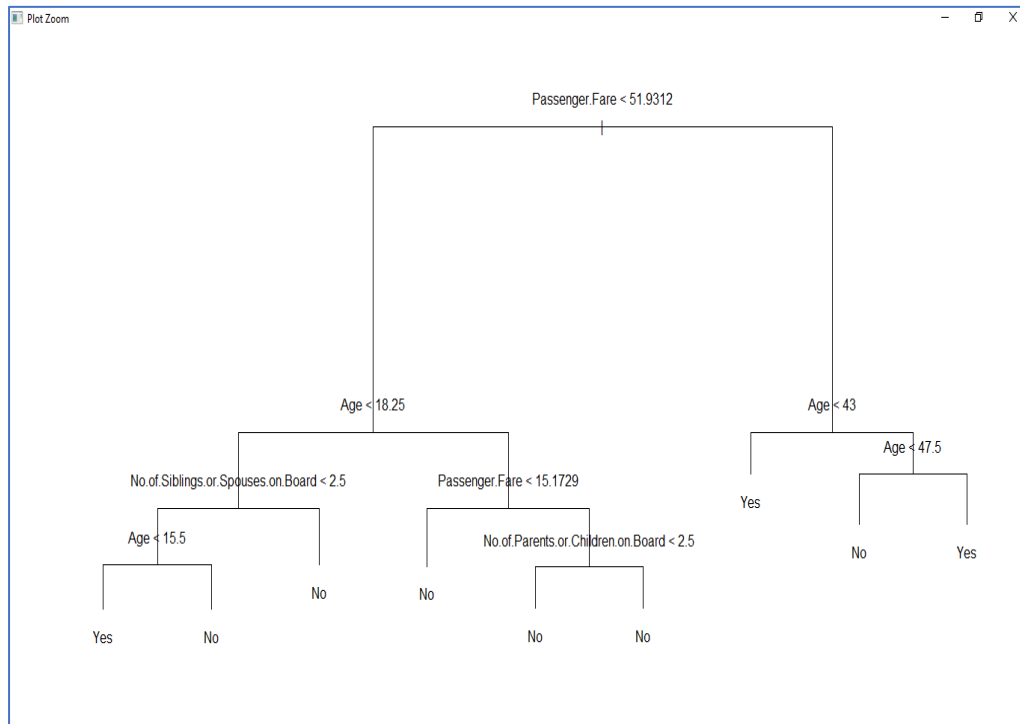 Plot Zoom
Passenger.Fare < 51.9312
Age < 18.25
Age < 43
Age < 47.5
No.of.Siblings.or.Spouses.on.Board < 2.5
Passenger.Fare < 15.1729
Yes
Age < 15.5
No.of.Parents.or.Children.on.Board < 2.5
No
Yes
No
No
Yes
No
No
No